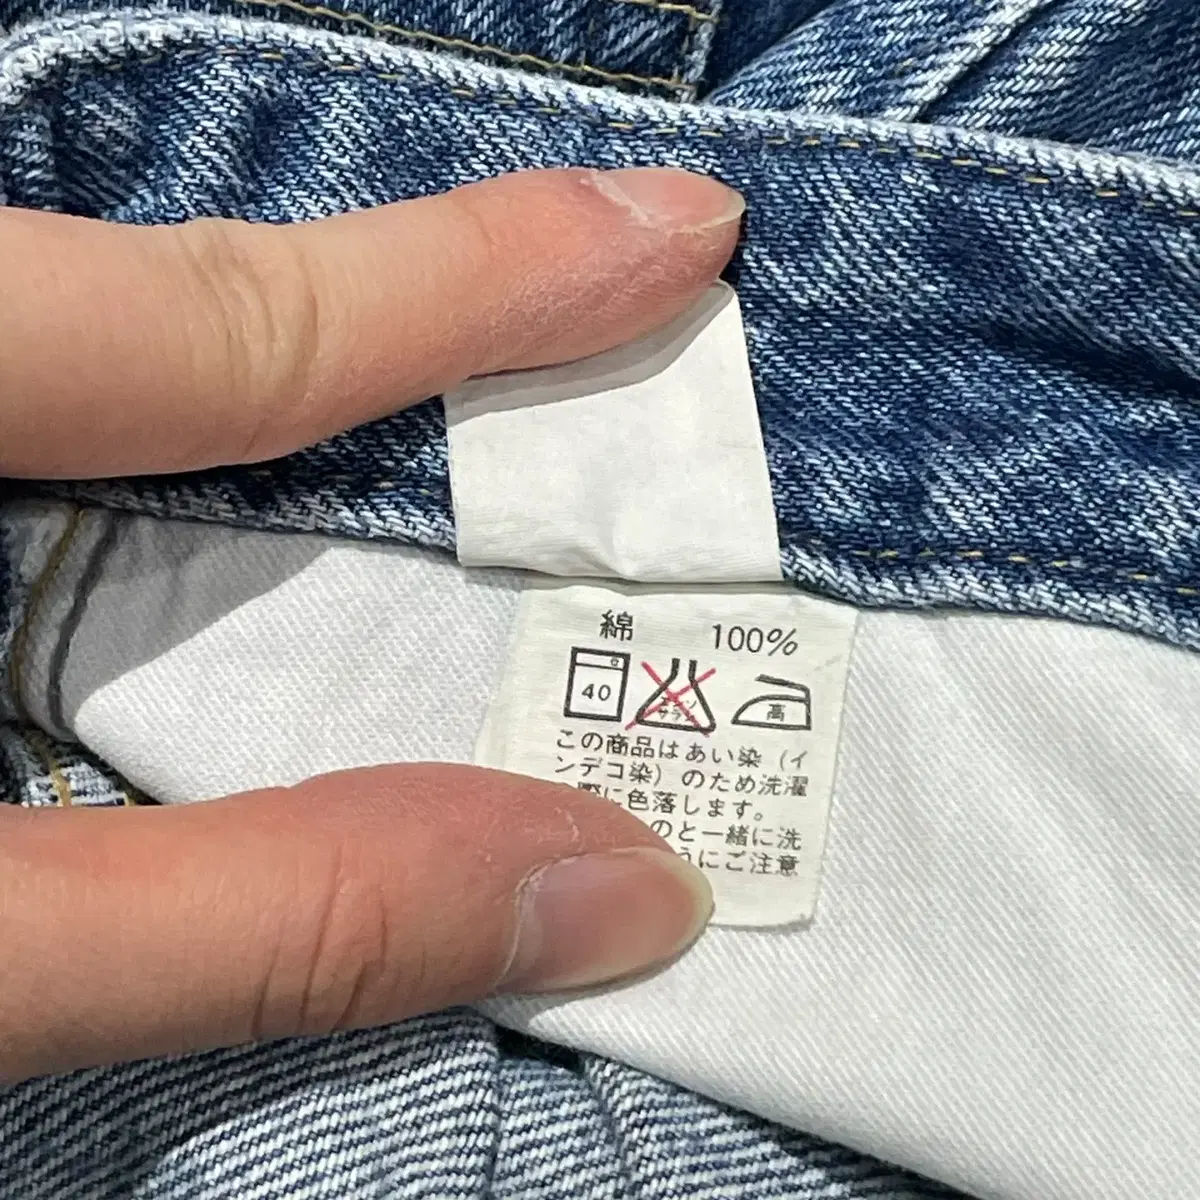 綿 100%
40
高
この商品はあい染（イ
ンデコ染）のため洗濯
際に色落します。
のと一緒に洗
うにご注意